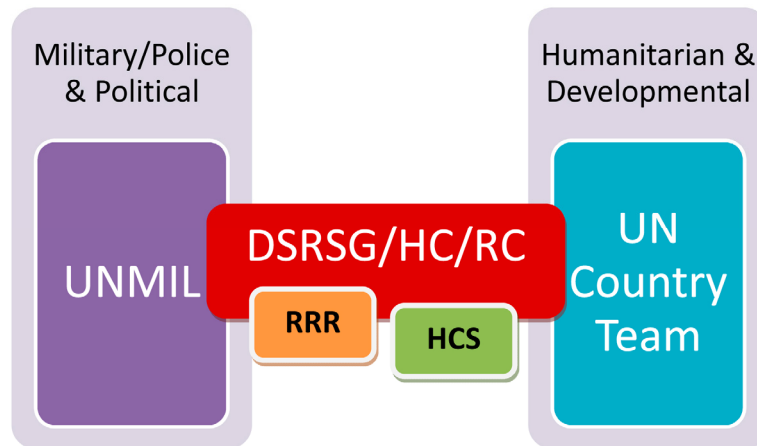 Military/Police
& Political
Humanitarian &
Developmental
UNMIL
DSRSG/HC/RC
RRR
HCS
UN
Country
Team